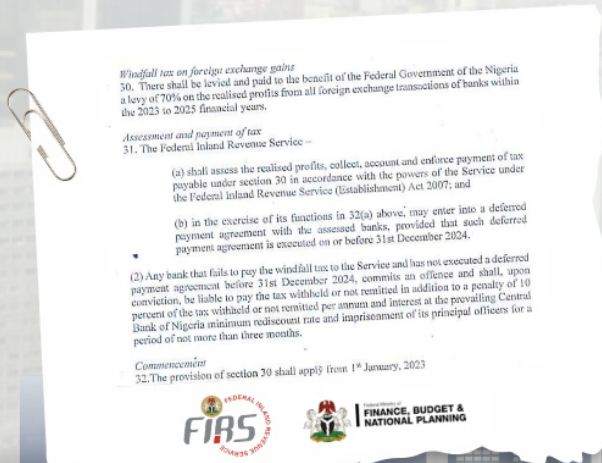 Windfall tax on foreign exchange gains
30. There shall be levied and paid to the benefit of the Federal Government of the Nigeria
a levy of 70% on the realised profits from all foreign exchange transactions of banks within
the 2023 to 2025 financial years.
Assessment and payment of tax
31. The Federal Inland Revenue Service –
(a) shall assess the realised profits, collect, account and enforce payment of tax
payable under section 30 in accordance with the powers of the Service under
the Federal Inland Revenue Service (Establishment) Act 2007; and
(b) in the exercise of its functions in 32(a) above, may enter into a deferred
payment agreement with the assessed banks, provided that such deferred
payment agreement is executed on or before 31st December 2024.
(2) Any bank that fails to pay the windfall tax to the Service and has not executed a deferred
payment agreement before 31st December 2024, commits an offence and shall, upon
conviction, be liable to pay the tax withheld or not remitted in addition to a penalty of 10
percent of the tax withheld or not remitted per annum and interest at the prevailing Central
Bank of Nigeria minimum rediscount rate and imprisonment of its principal officers for a
period of not more than three months.
Commencement
32.The provision of section 30 shall apply from 1st January, 2023
FEDERAL INLAND REVENUE SERVICE
FIRS
Federal Ministry of
FINANCE, BUDGET &
NATIONAL PLANNING